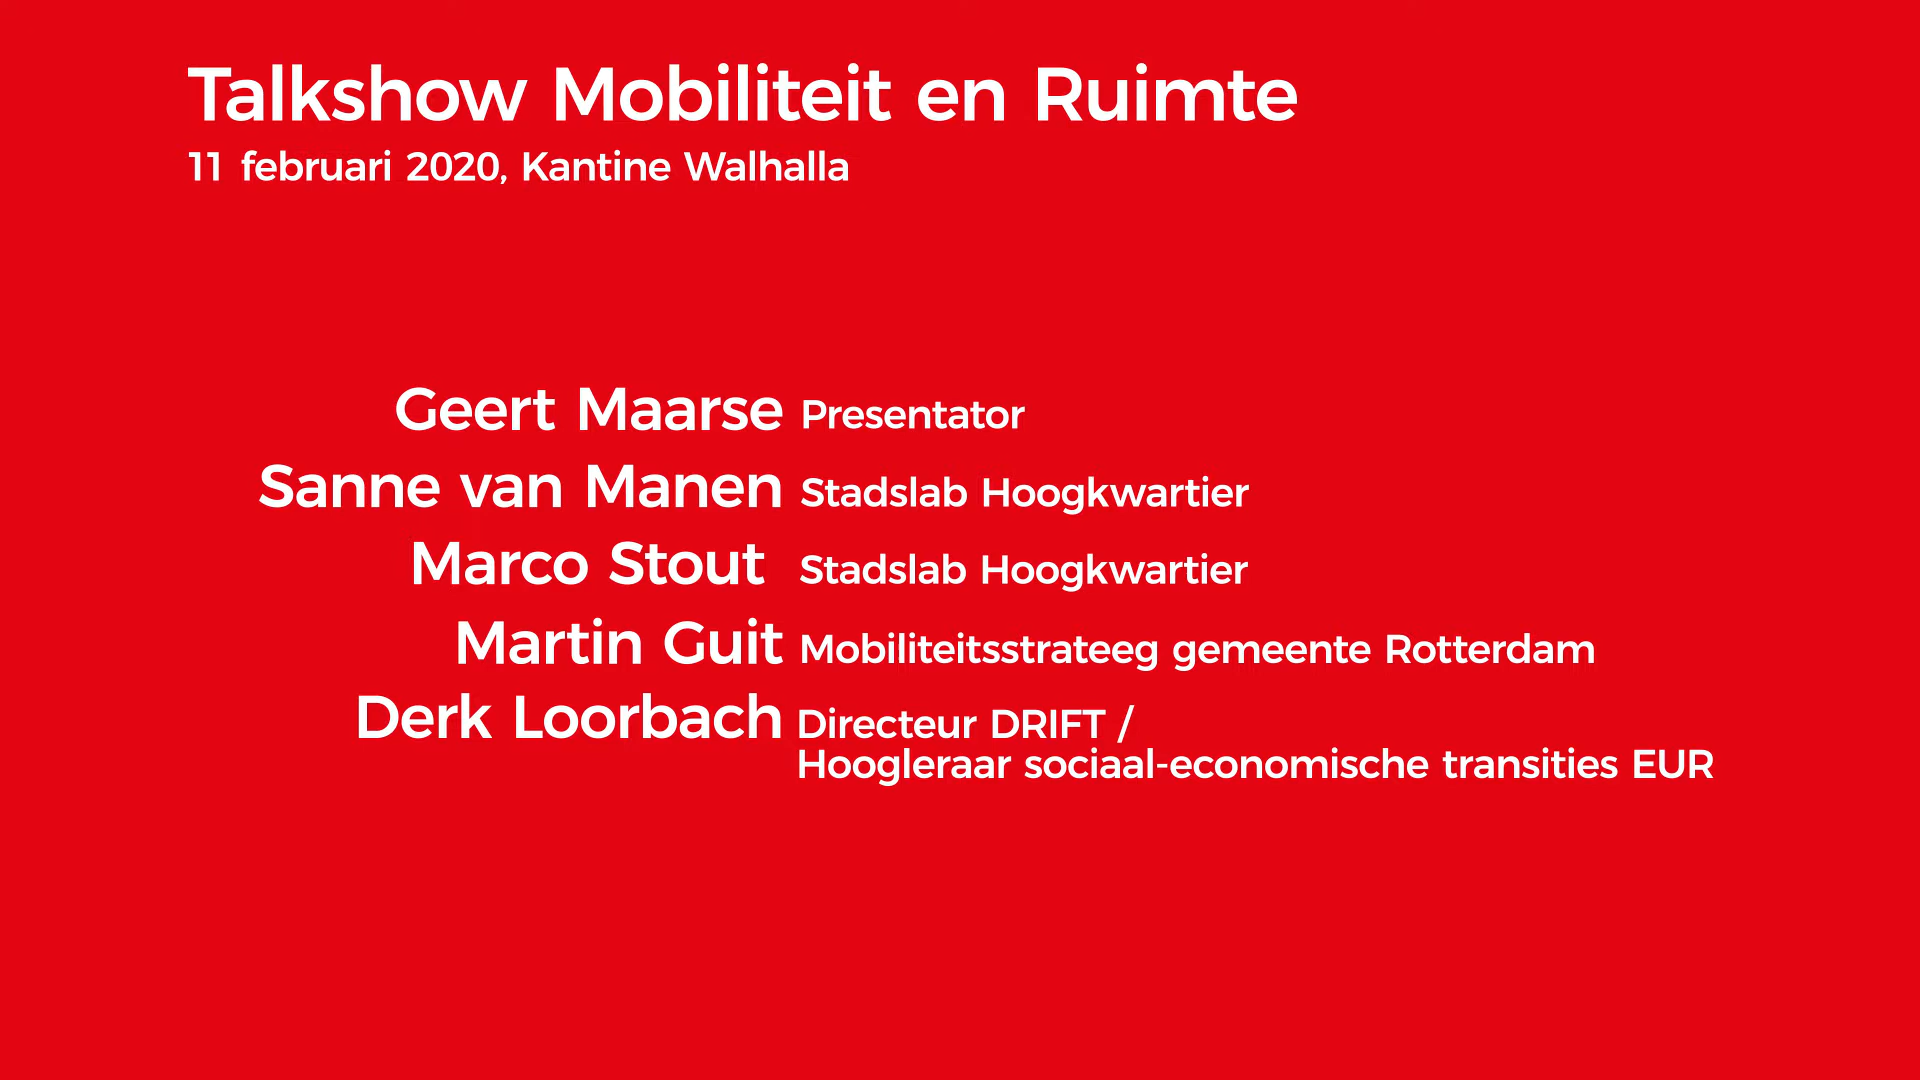 Talkshow Mobiliteit en Ruimte
11 februari 2020, Kantine Walhalla
Geert Maarse Presentator
Sanne van Manen Stadslab Hoogkwartier
Marco Stout Stadslab Hoogkwartier
Martin Guit Mobiliteitsstrateeg gemeente Rotterdam
Derk Loorbach Directeur DRIFT /
Hoogleraar sociaal-economische transities EUR